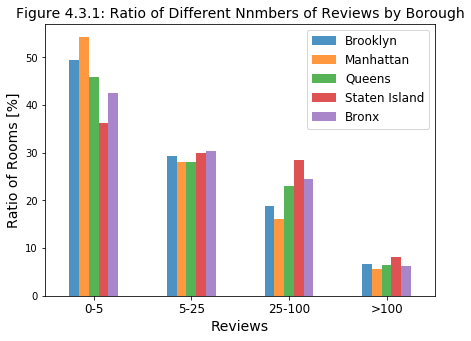 Figure 4.3.1: Ratio of Different Nnmbers of Reviews by Borough
Brooklyn
Manhattan
Queens
Staten Island
Bronx
50
40
30
20
10
0
Ratio of Rooms [%]
0-5
5-25
25-100
>100
Reviews